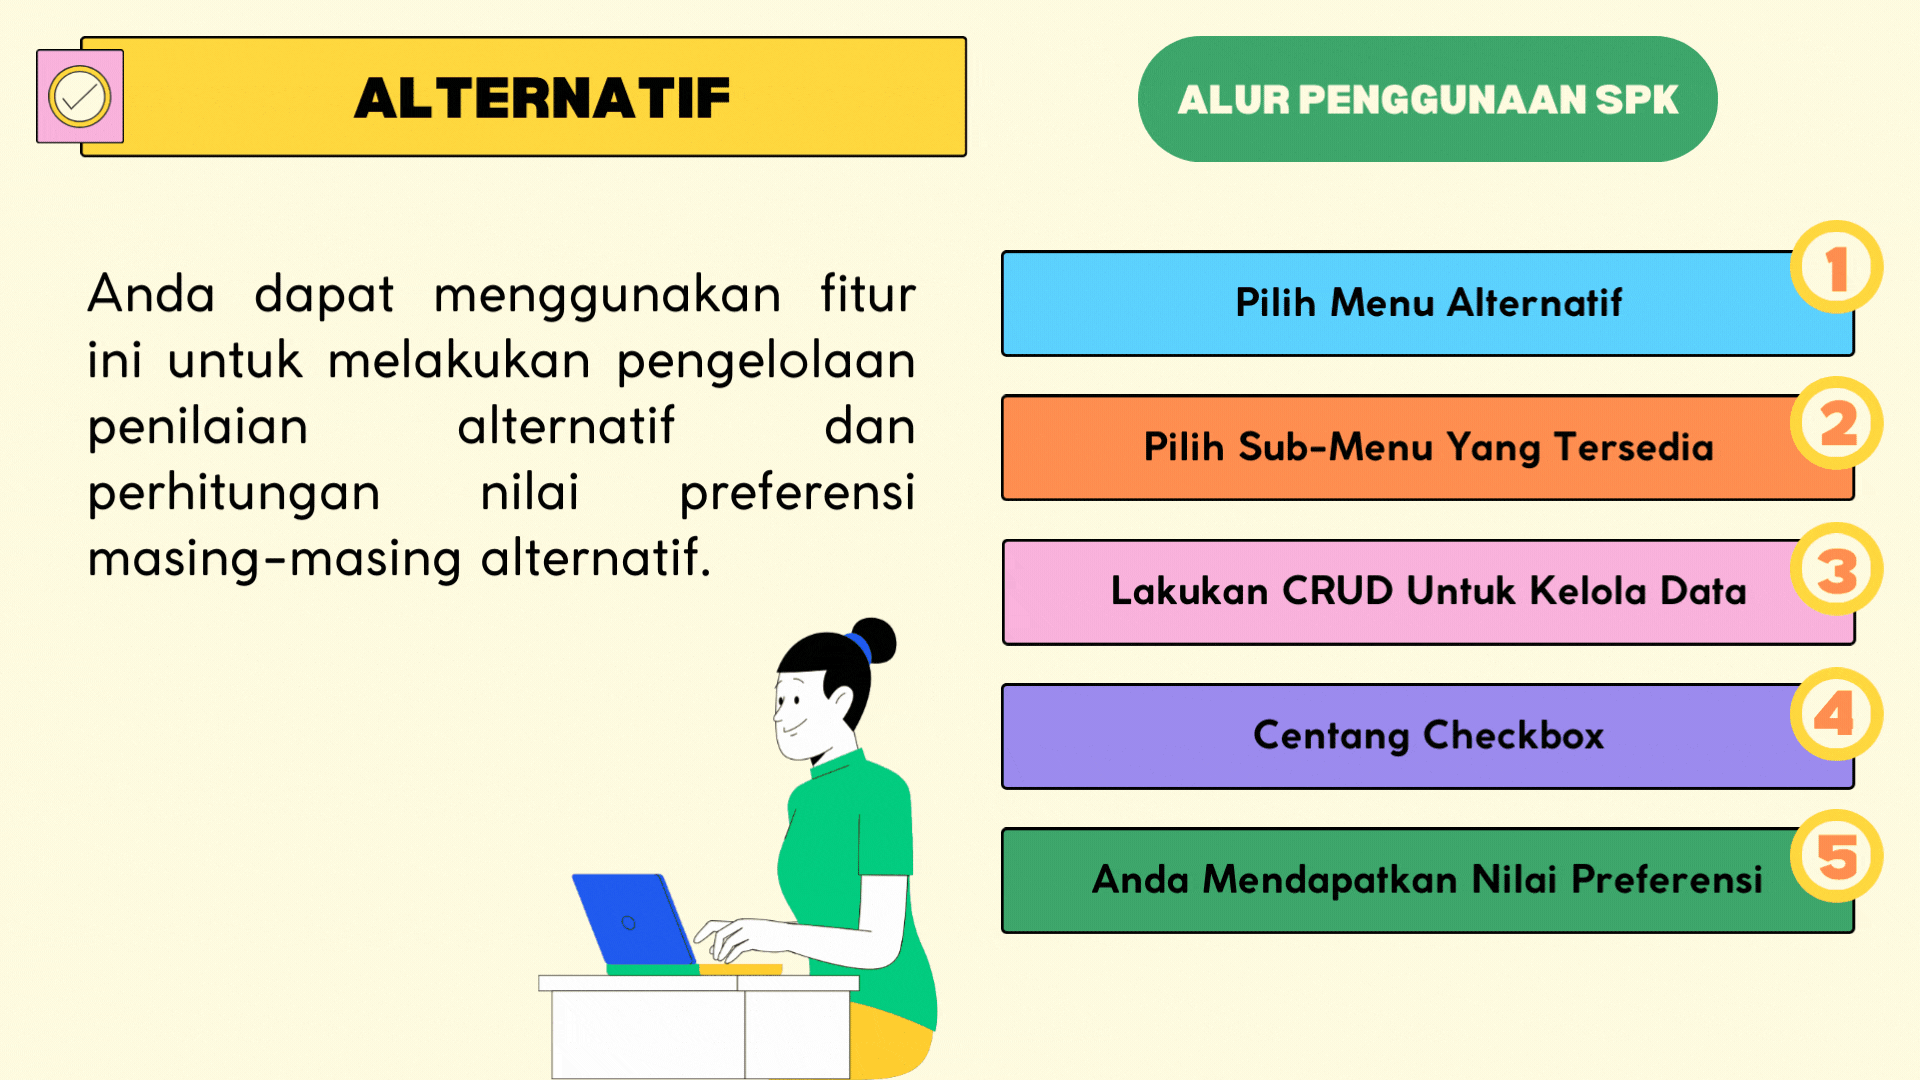 ALTERNATIF
Anda dapat menggunakan fitur
ini untuk melakukan pengelolaan
penilaian alternatif dan
perhitungan nilai preferensi
masing-masing alternatif.
ALUR PENGGUNAAN SPK
1
Pilih Menu Alternatif
2
Pilih Sub-Menu Yang Tersedia
3
Lakukan CRUD Untuk Kelola Data
4
Centang Checkbox
5
Anda Mendapatkan Nilai Preferensi